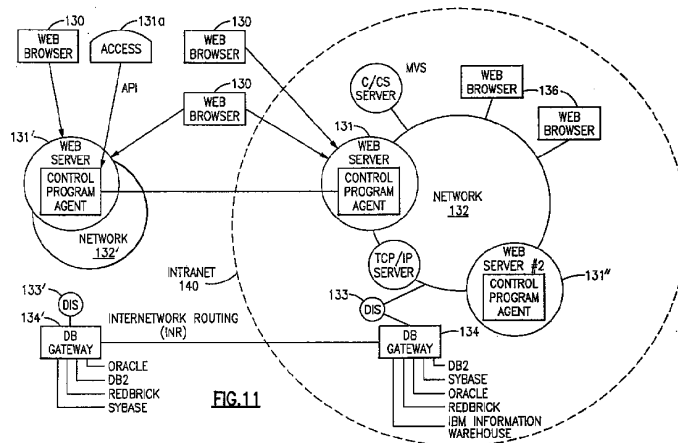 130
WEB
BROWSER
131a
ACCESS
API
130
WEB
BROWSER
130
WEB
BROWSER
131'
WEB
SERVER
CONTROL
PROGRAM
AGENT
NETWORK
132'
C/CS
SERVER
MVS
WEB
BROWSER
136
WEB
BROWSER
131
WEB
SERVER
CONTROL
PROGRAM
AGENT
NETWORK
132
TCP/IP
SERVER
WEB
SERVER #2
CONTROL
PROGRAM
AGENT
131"
INTRANET
140
133'
DIS
134'
DB
GATEWAY
INTERNETWORK ROUTING
(INR)
ORACLE
DB2
REDBRICK
SYBASE
133
DIS
134
DB
GATEWAY
DB2
SYBASE
ORACLE
REDBRICK
IBM INFORMATION
WAREHOUSE
FIG.11